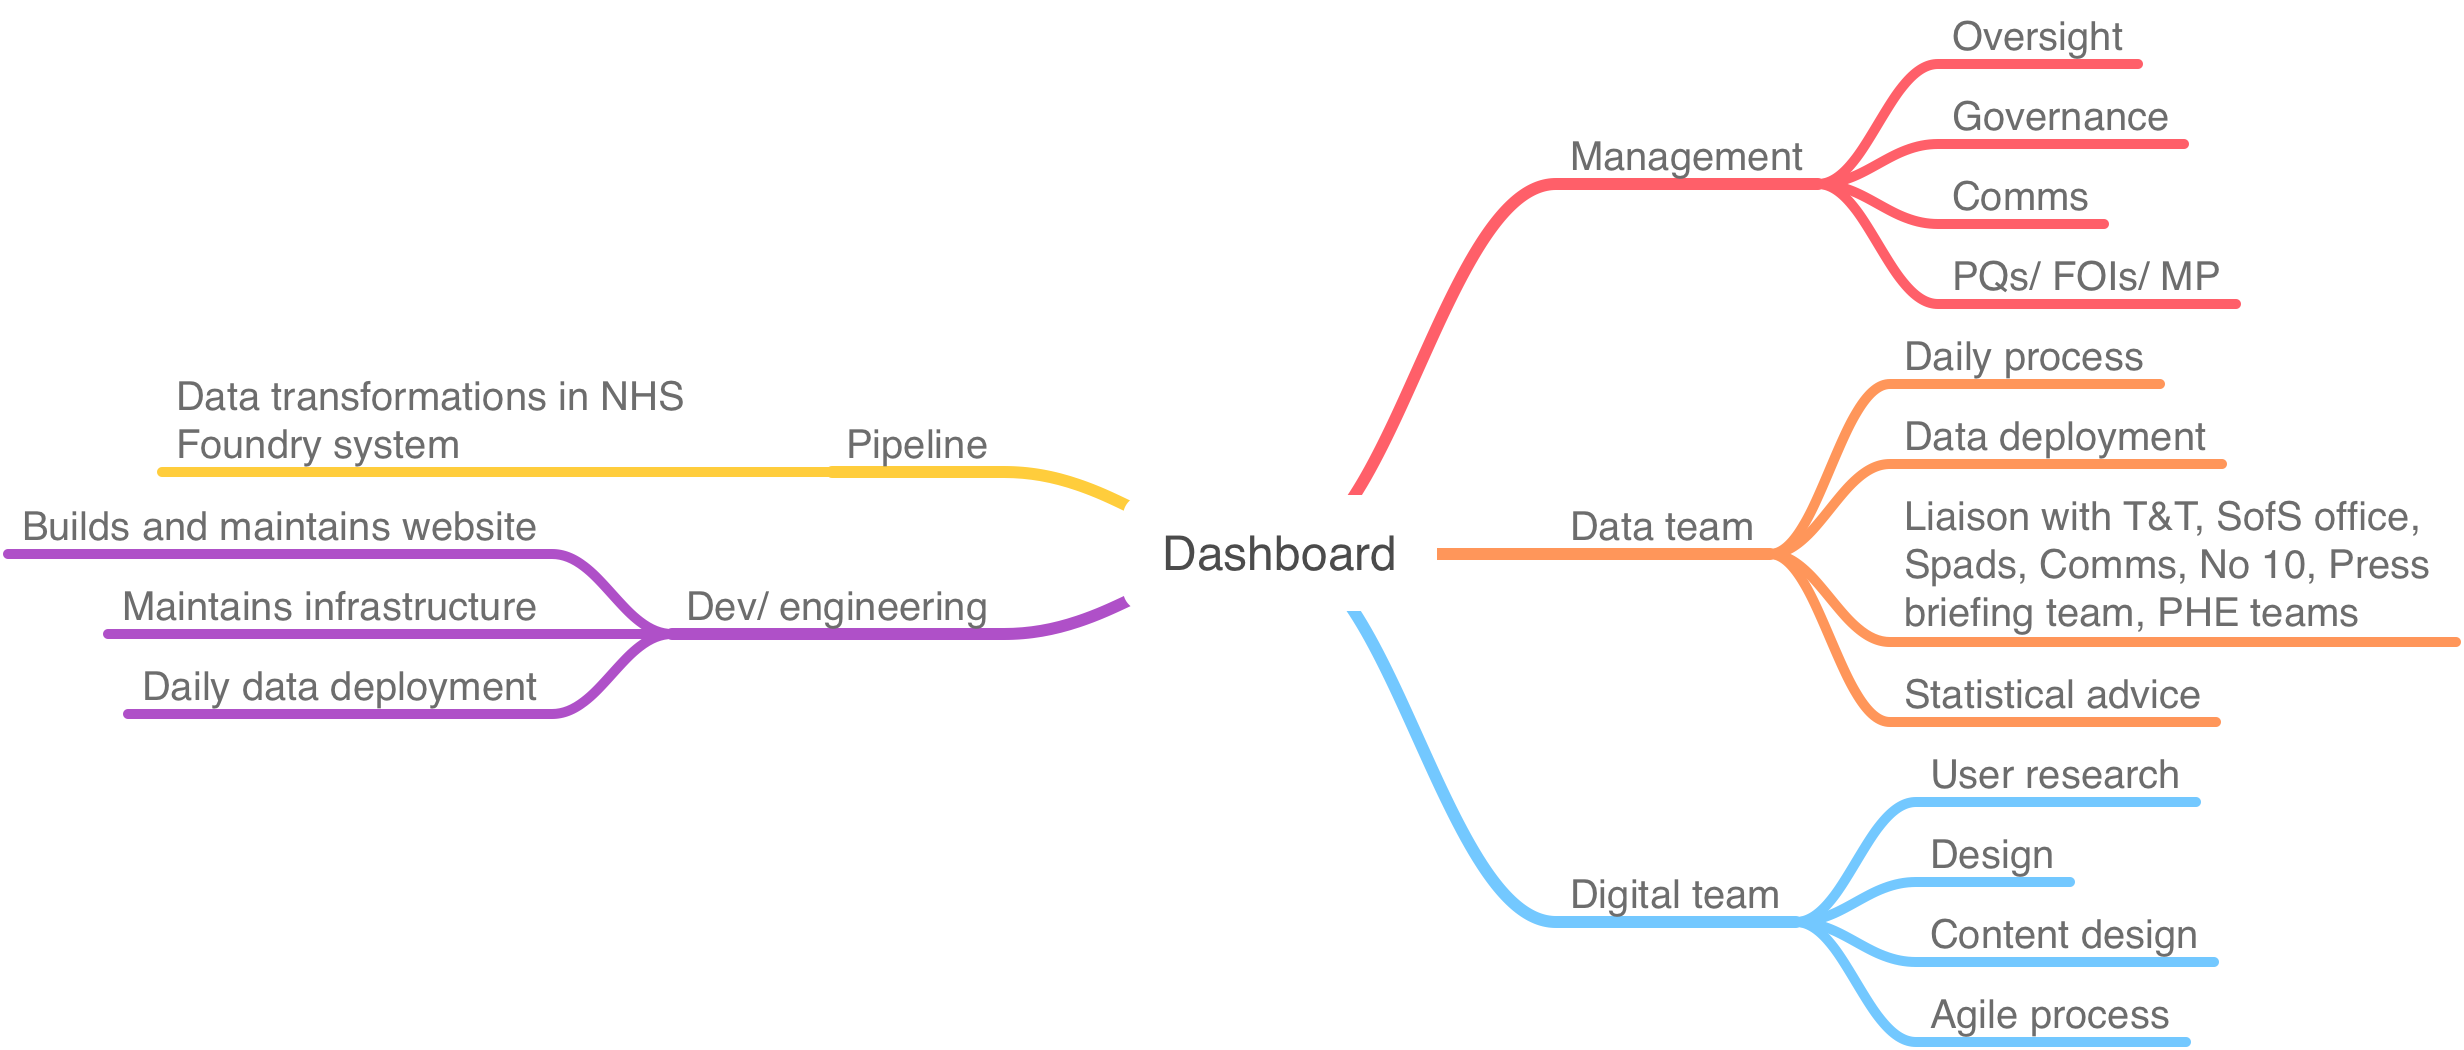 Dashboard
Management
Oversight
Governance
Comms
PQs/ FOIs/ MP
Data team
Daily process
Data deployment
Liaison with T&T, SofS office,
Spads, Comms, No 10, Press
briefing team, PHE teams
Statistical advice
Digital team
User research
Design
Content design
Agile process
Pipeline
Data transformations in NHS
Foundry system
Dev/ engineering
Builds and maintains website
Maintains infrastructure
Daily data deployment